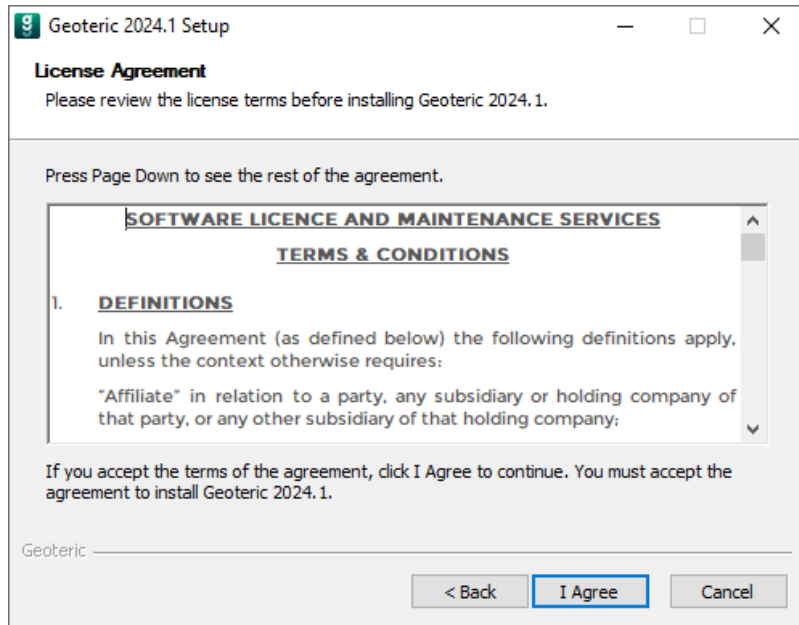 Geoteric 2024.1 Setup
License Agreement
Please review the license terms before installing Geoteric 2024.1.
Press Page Down to see the rest of the agreement.
SOFTWARE LICENCE AND MAINTENANCE SERVICES
TERMS & CONDITIONS
1. DEFINITIONS
In this Agreement (as defined below) the following definitions apply,
unless the context otherwise requires:
"Affiliate" in relation to a party, any subsidiary or holding company of
that party, or any other subsidiary of that holding company;
If you accept the terms of the agreement, click I Agree to continue. You must accept the
agreement to install Geoteric 2024.1.
Geoteric
< Back I Agree Cancel